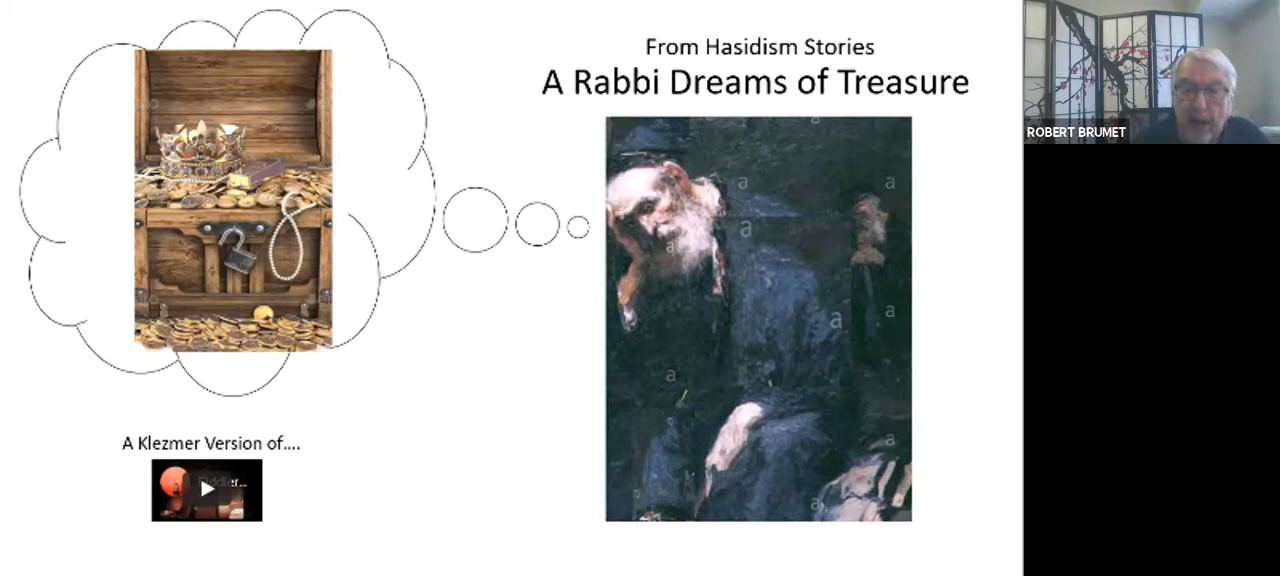 From Hasidism Stories
A Rabbi Dreams of Treasure
ROBERT BRUMET
A Klezmer Version of....
a
a
a
a
a
a
a
a
a